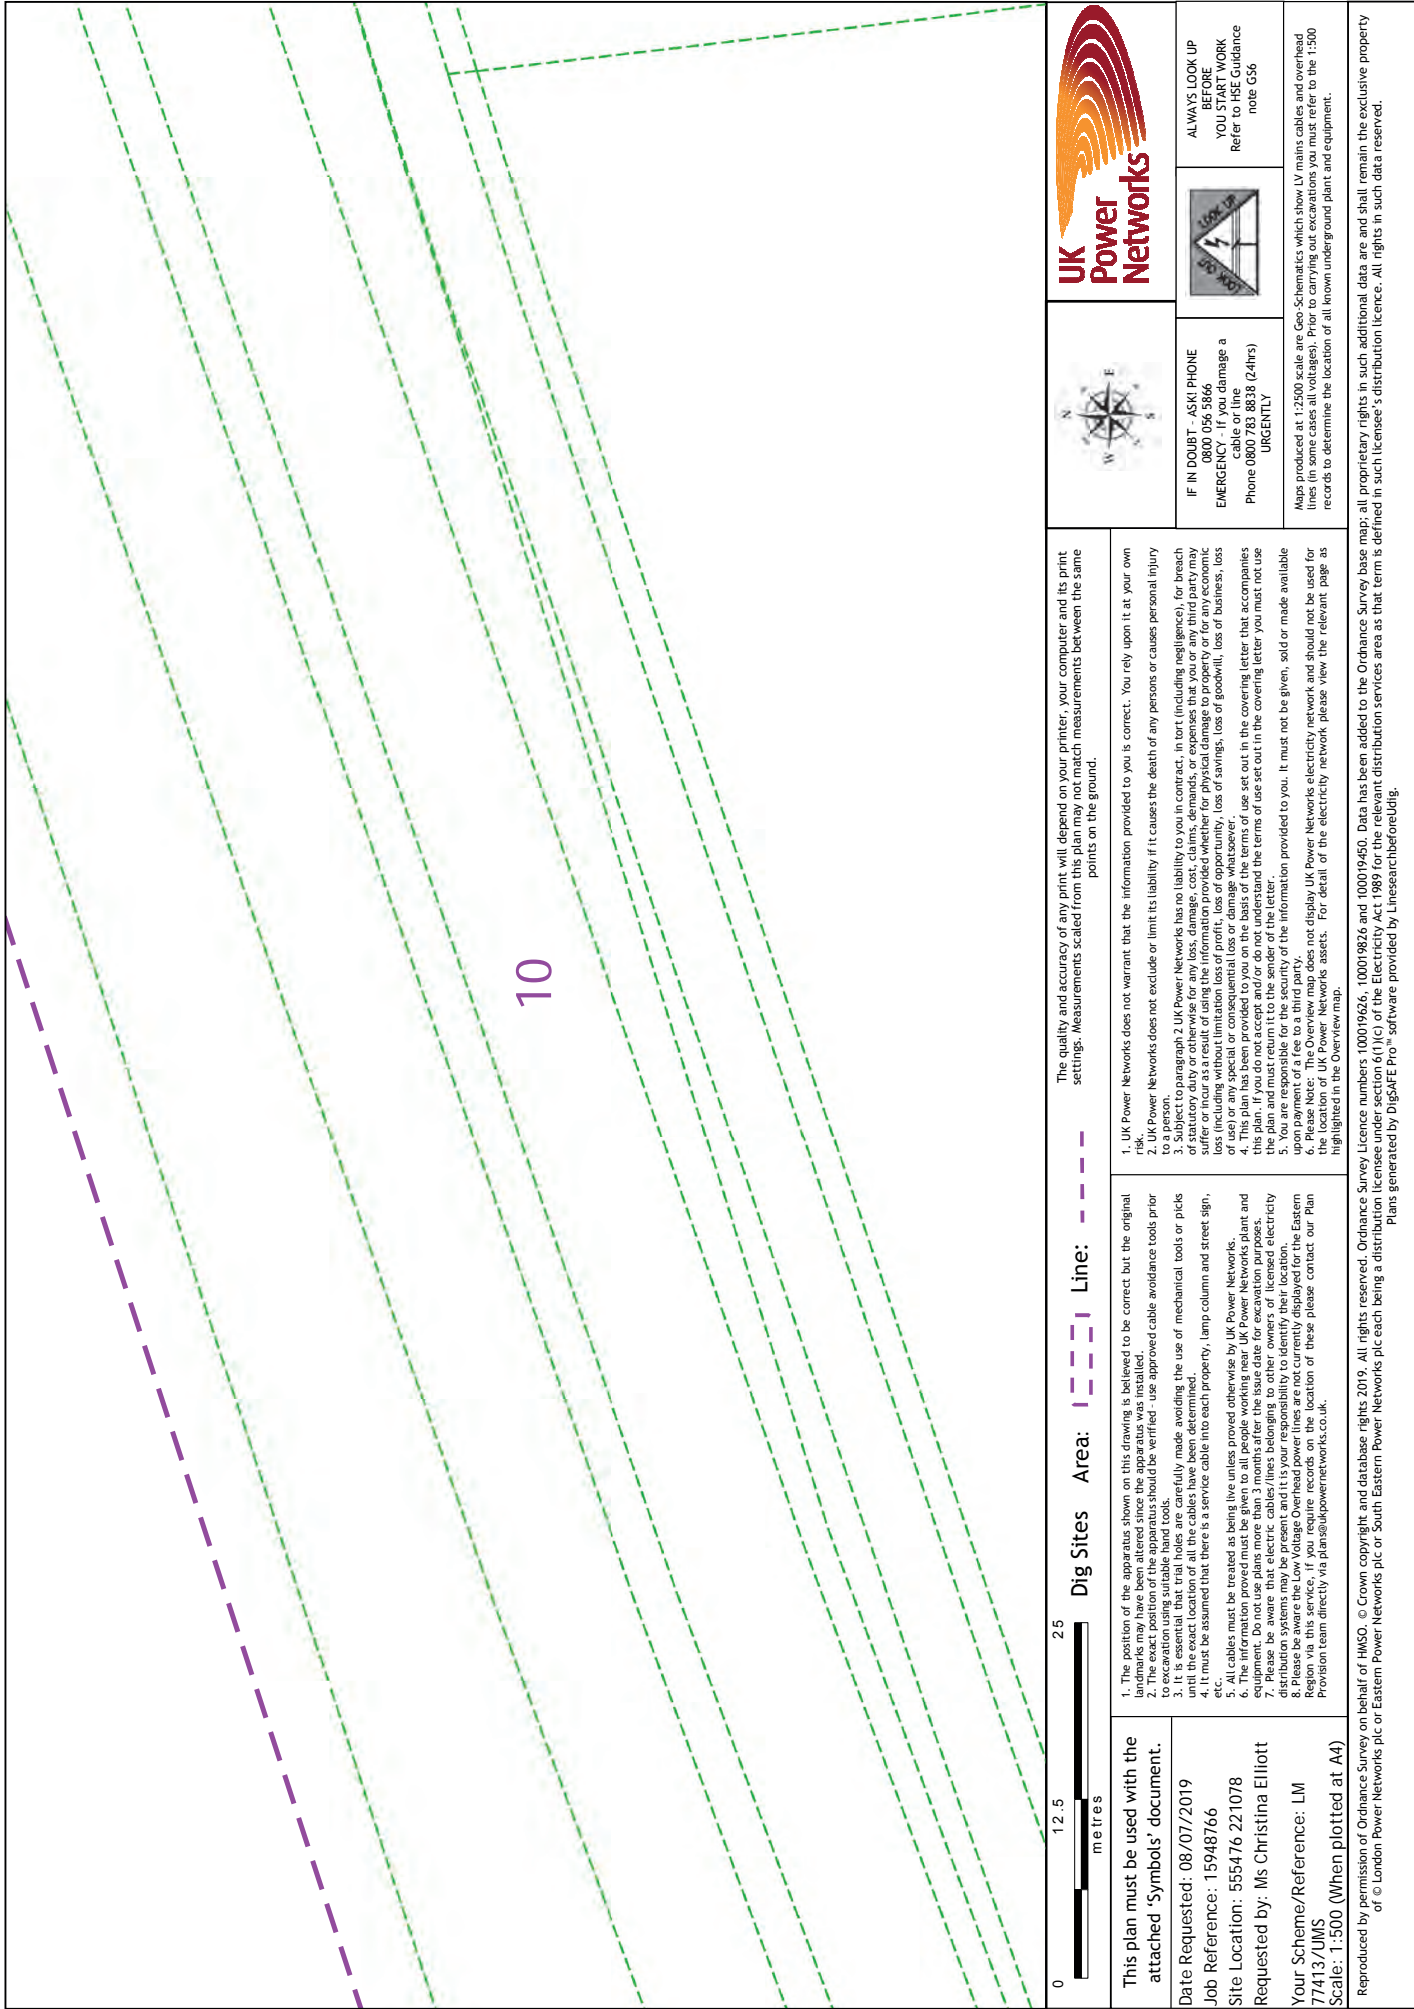 10
0
12.5
25
metres
Dig Sites Area: Line:
The quality and accuracy of any print will depend on your printer, your computer and its print
settings. Measurements scaled from this plan may not match measurements between the same
points on the ground.
This plan must be used with the
attached ‘Symbols’ document.
Date Requested: 08/07/2019
Job Reference: 15948766
Site Location: 555476 221078
Requested by: Ms Christina Elliott
Your Scheme/Reference: LM
77413/UMS
Scale: 1:500 (When plotted at A4)
1. The position of the apparatus shown on this drawing is believed to be correct but the original
landmarks may have been altered since the apparatus was installed.
2. The exact position of the apparatus should be verified - use approved cable avoidance tools prior
to excavation using suitable hand tools.
3. It is essential that trial holes are carefully made avoiding the use of mechanical tools or picks
until the exact location of all the cables have been determined.
4. It must be assumed that there is a service cable into each property, lamp column and street sign,
etc.
5. All cables must be treated as being live unless proved otherwise by UK Power Networks.
6. The information proved must be given to all people working near UK Power Networks plant and
equipment. Do not use plans more than 3 months after the issue date for excavation purposes.
7. Please be aware that electric cables/lines belonging to other owners of licensed electricity
distribution systems may be present and it is your responsibility to identify their location.
8. Please be aware the Low Voltage Overhead power lines are not currently displayed for the Eastern
Region via this service, if you require records on the location of these please contact our Plan
Provision team directly via plans@ukpowernetworks.co.uk.
1. UK Power Networks does not warrant that the information provided to you is correct. You rely upon it at your own
risk.
2. UK Power Networks does not exclude or limit its liability if it causes the death of any persons or causes personal injury
to a person.
3. Subject to paragraph 2 UK Power Networks has no liability to you in contract, in tort (including negligence), for breach
of statutory duty or otherwise for any loss, damage, cost, claims, demands, or expenses that you or any third party may
suffer or incur as a result of using the information provided whether for physical damage to property or for any economic
loss (including without limitation loss of profit, loss of opportunity, loss of savings, loss of goodwill, loss of business, loss
of use) or any special or consequential loss or damage whatsoever.
4. This plan has been provided to you on the basis of the terms of use set out in the covering letter that accompanies
this plan. If you do not accept and/or do not understand the terms of use set out in the covering letter you must not use
the plan and must return it to the sender of the letter.
5. You are responsible for the security of the information provided to you. It must not be given, sold or made available
upon payment of a fee to a third party.
6. Please Note: The Overview map does not display UK Power Networks electricity network and should not be used for
the location of UK Power Networks assets. For detail of the electricity network please view the relevant page as
highlighted in the Overview map.
N
W E
S
UK
Power
Networks
IF IN DOUBT - ASK! PHONE
0800 056 5866
EMERGENCY - If you damage a
cable or line
Phone 0800 783 8838 (24hrs)
URGENTLY
LOOK OUT LOOK UP
ALWAYS LOOK UP
BEFORE
YOU START WORK
Refer to HSE Guidance
note GS6
Maps produced at 1:2500 scale are Geo-Schematics which show LV mains cables and overhead
lines (in some cases all voltages). Prior to carrying out excavations you must refer to the 1:500
records to determine the location of all known underground plant and equipment.
Reproduced by permission of Ordnance Survey on behalf of HMSO. © Crown copyright and database rights 2019. All rights reserved. Ordnance Survey Licence numbers 100019626, 100019826 and 100019450. Data has been added to the Ordnance Survey base map; all proprietary rights in such additional data are and shall remain the exclusive property
of © London Power Networks plc or Eastern Power Networks plc or South Eastern Power Networks plc each being a distribution licensee under section 6(1)(c) of the Electricity Act 1989 for the relevant distribution services area as that term is defined in such licensee's distribution licence. All rights in such data reserved.
Plans generated by DigSAFE Pro™ software provided by LinesearchbeforeUdig.